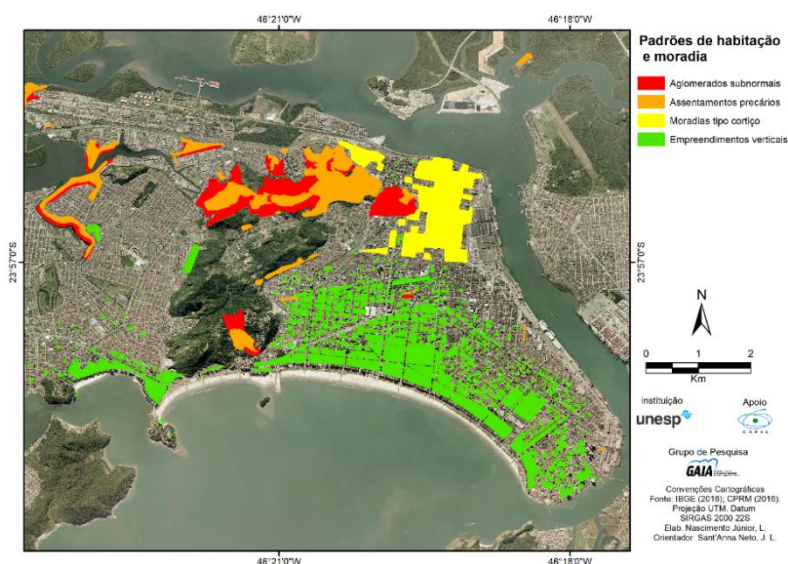 46°21'0"W
46°18'0"W
23°57'0"S
23°57'0"S
46°21'0"W
46°18'0"W
Padrões de habitação
e moradia
Aglomerados subnormais
Assentamentos precários
Moradias tipo cortiço
Empreendimentos verticais
N
0 1 2
Km
Instituição
unesp
Apoio
CAPES
Grupo de Pesquisa
GAIA
Convenções Cartográficas
Fonte: IBGE (2016); CPRM (2016).
Projeção UTM. Datum
SIRGAS 2000 22S
Elab. Nascimento Júnior, L.
Orientador: Sant'Anna Neto, J. L.